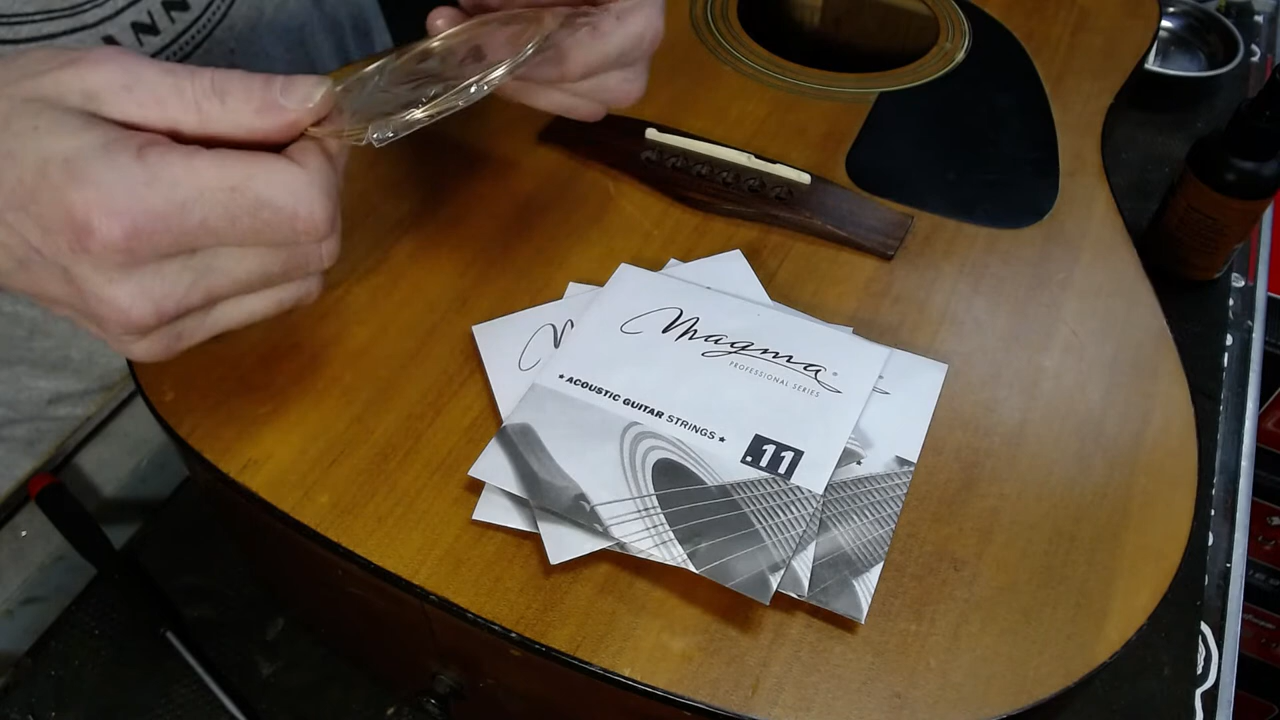 Magma
PROFESSIONAL SERIES
★ ACOUSTIC GUITAR STRINGS ★
.11